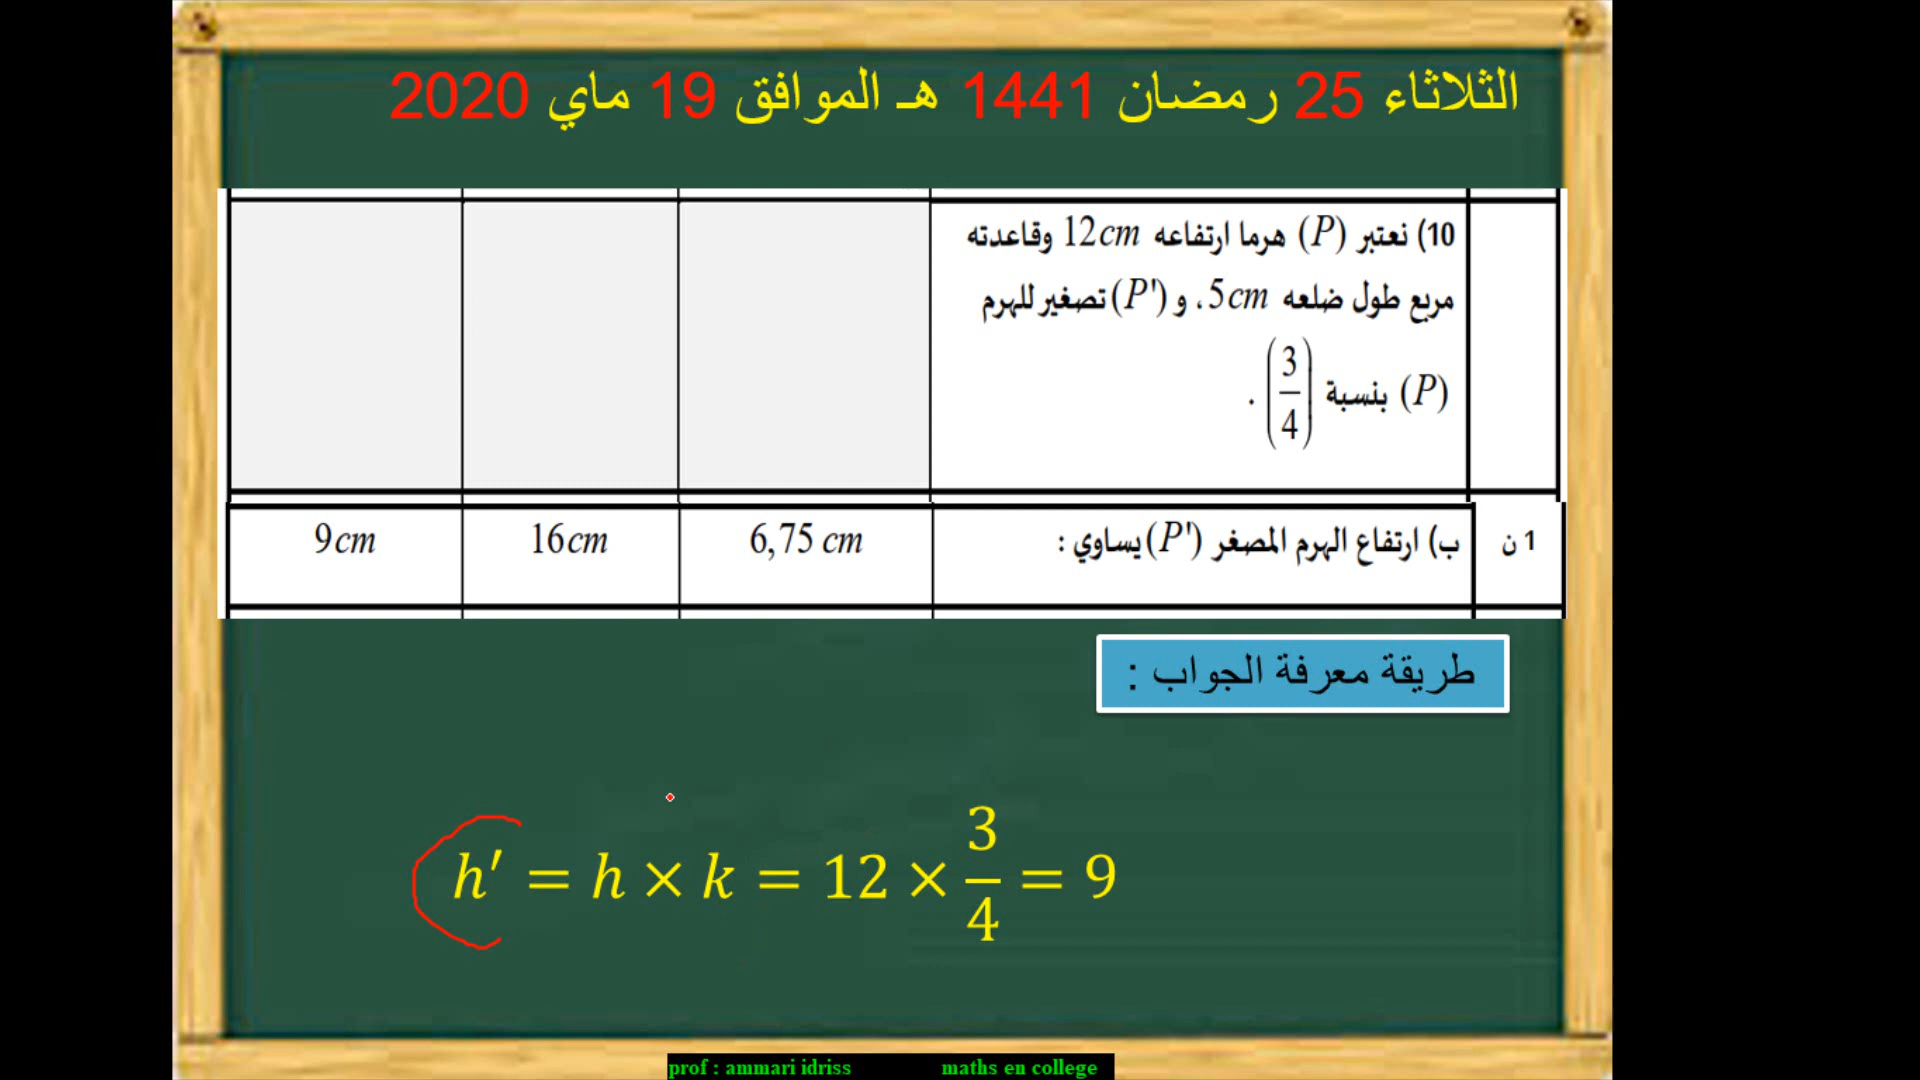 الثلاثاء 25 رمضان 1441 هـ الموافق 19 ماي 2020
10) نعتبر (P) هرما ارتفاعه 12cm وقاعدته
مربع طول ضلعه 5cm، و (P') تصغير للهرم
(P) بنسبة (3/4) .
1 ن
ب) ارتفاع الهرم المصغر (P') يساوي :
6,75 cm
16cm
9cm
طريقة معرفة الجواب :
h′ = h × k = 12 × 3/4 = 9
prof : ammari idriss maths en college